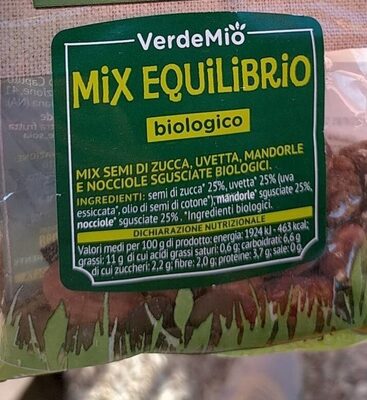 VerdeMio
MiX EQUiLiBRiO
biologico
MIX SEMI DI ZUCCA, UVETTA, MANDORLE
E NOCCIOLE SGUSCIATE BIOLOGICI.
INGREDIENTI: semi di zucca* 25%, uvetta* 25% (uva
essiccata*, olio di semi di cotone*), mandorle* sgusciate 25%,
nocciole* sgusciate 25%. *Ingredienti biologici.
DICHIARAZIONE NUTRIZIONALE
Valori medi per 100 g di prodotto: energia: 1924 kJ - 463 kcal;
grassi: 11 g di cui acidi grassi saturi: 0,6 g; carboidrati: 6,6 g
di cui zuccheri: 2,2 g; fibre: 2,0 g; proteine: 3,7 g; sale: 0 g